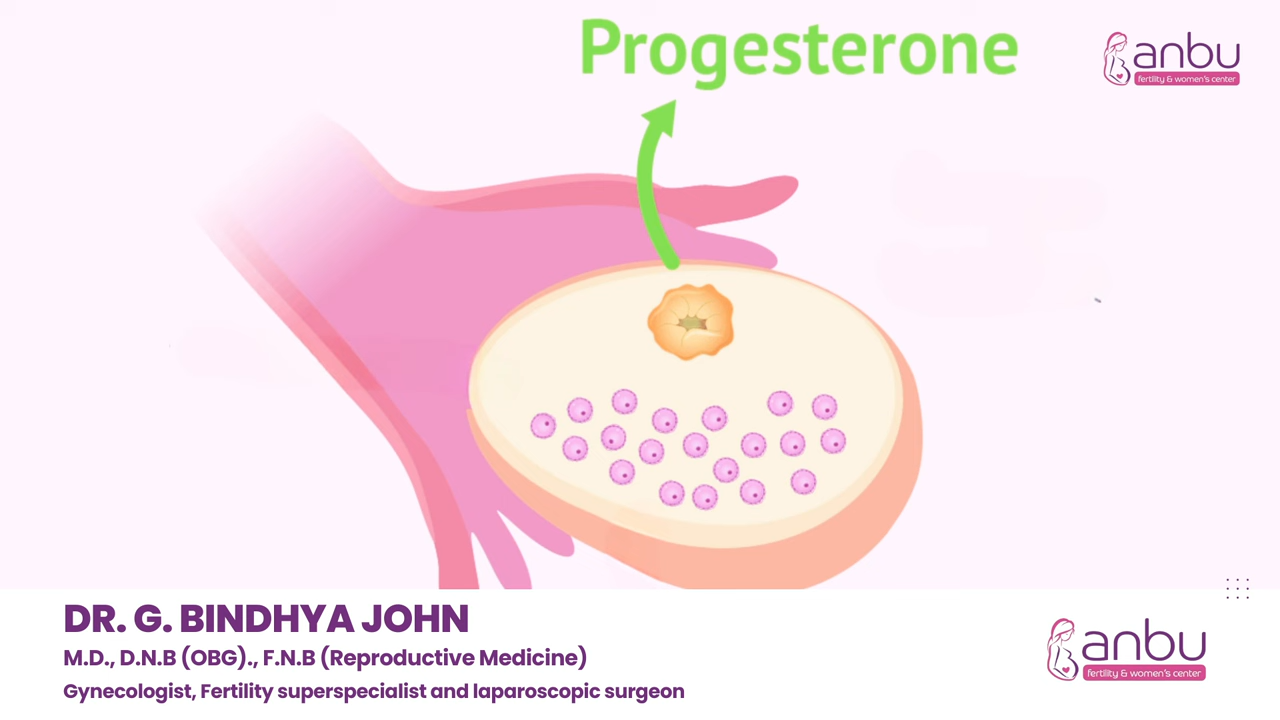 Progesterone
anbu
fertility & women's center
DR. G. BINDHYA JOHN
M.D., D.N.B (OBG)., F.N.B (Reproductive Medicine)
Gynecologist, Fertility superspecialist and laparoscopic surgeon
anbu
fertility & women's center